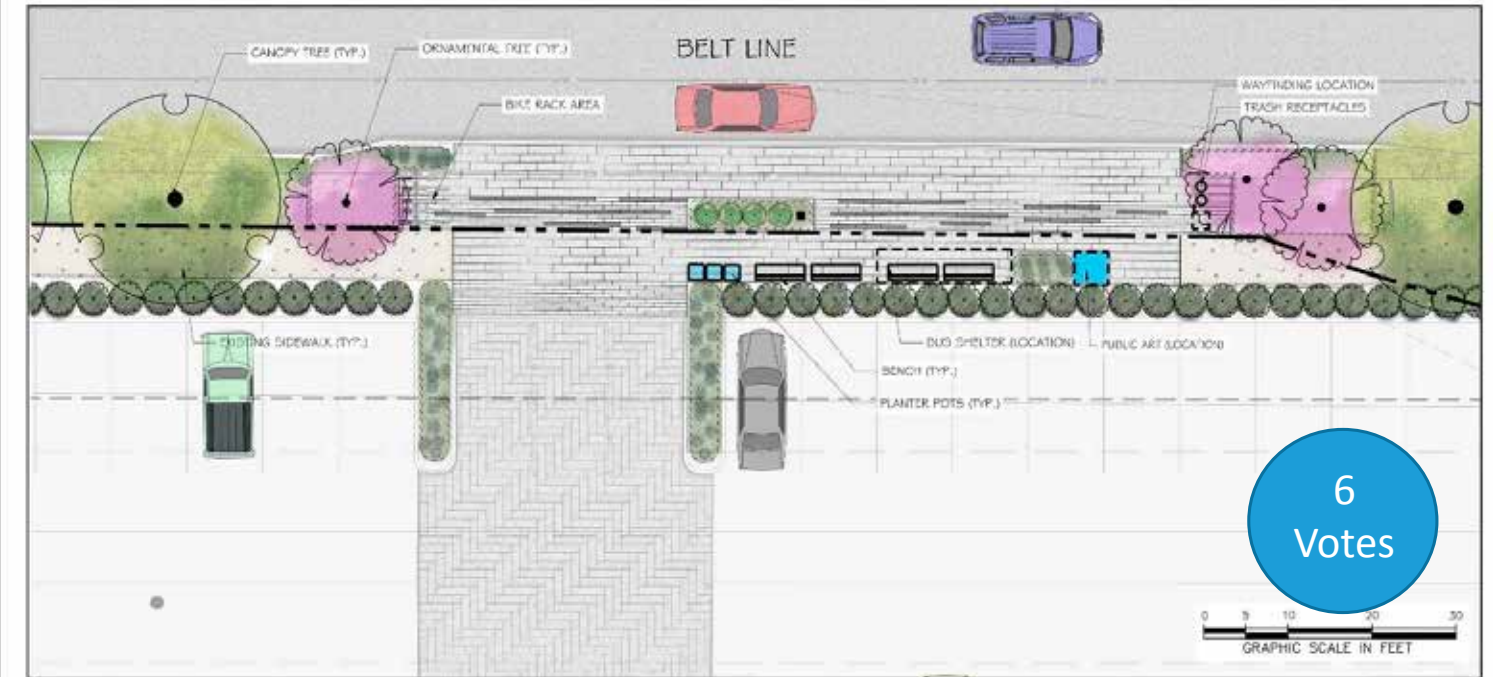 BELT LINE
CANOPY TREE (TYP.)
ORNAMENTAL TREE (TYP.)
BIKE RACK AREA
WAYFINDING LOCATION
TRASH RECEPTACLES
EXISTING SIDEWALK (TYP.)
BUS SHELTER (LOCATION)
PUBLIC ART (LOCATION)
BENCH (TYP.)
PLANTER POTS (TYP.)
6
Votes
0 5 10 20 30
GRAPHIC SCALE IN FEET